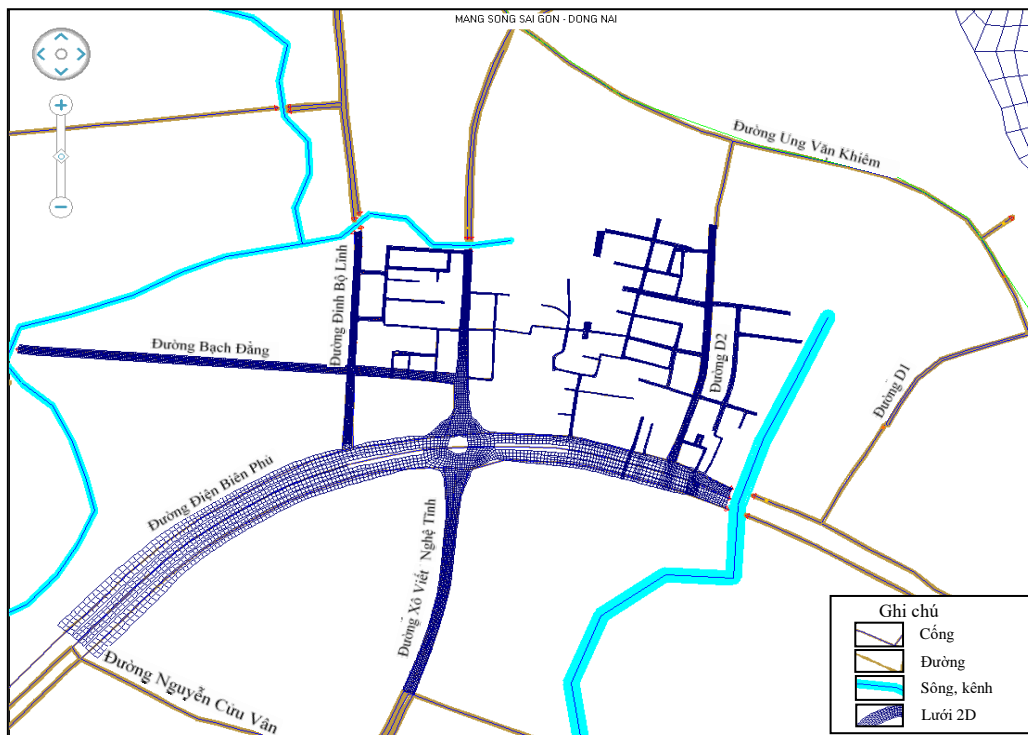 MANG SONG SAI GON - DONG NAI
Đường Ung Văn Khiêm
Đường Đinh Bộ Lĩnh
Đường Bạch Đằng
Đường D2
Đường D1
Đường Điện Biên Phủ
Đường Xô Viết Nghệ Tĩnh
Đường Nguyễn Cửu Vân
Ghi chú
Cống
Đường
Sông, kênh
Lưới 2D